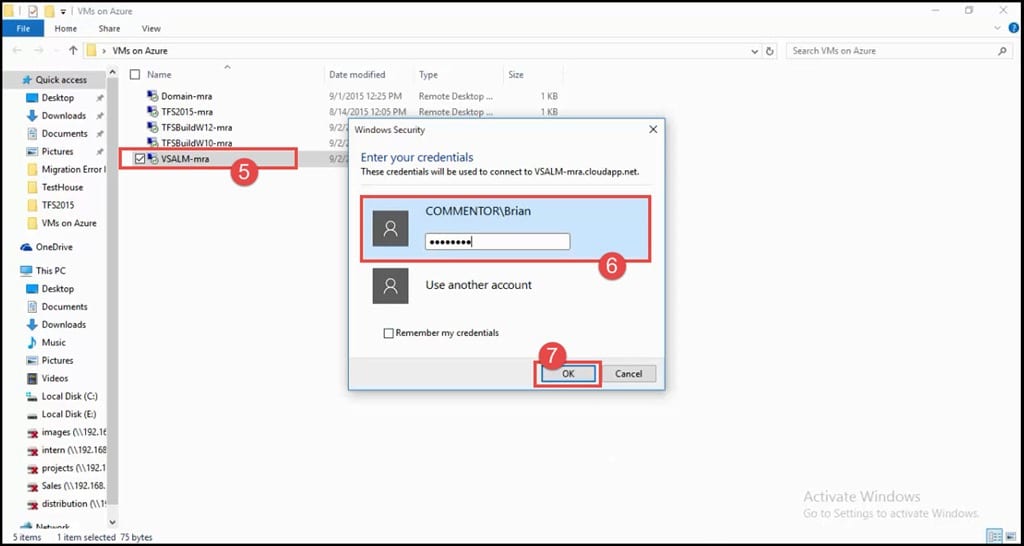 VMs on Azure
File Home Share View
VMs on Azure
Search VMs on Azure
Quick access
Desktop
Downloads
Documents
Pictures
Migration Error
TestHouse
TFS2015
VMs on Azure
OneDrive
This PC
Desktop
Documents
Downloads
Music
Pictures
Videos
Local Disk (C:)
Local Disk (E:)
images (\\192.168
intern (\\192.168
projects (\\192.1
Sales (\\192.168.
distribution (\\19
Network
Name Date modified Type Size
Domain-mra 9/1/2015 12:25 PM Remote Desktop ... 1 KB
TFS2015-mra 8/14/2015 12:05 PM Remote Desktop ... 1 KB
TFSBuildW12-mra 9/2/2
TFSBuildW10-mra 9/2/2
VSALM-mra 9/2/2
5
Windows Security
Enter your credentials
These credentials will be used to connect to VSALM-mra.cloudapp.net.
COMMENTOR\Brian
••••••••
6
Use another account
Remember my credentials
7
OK Cancel
Activate Windows
Go to Settings to activate Windows.
5 items 1 item selected 75 bytes